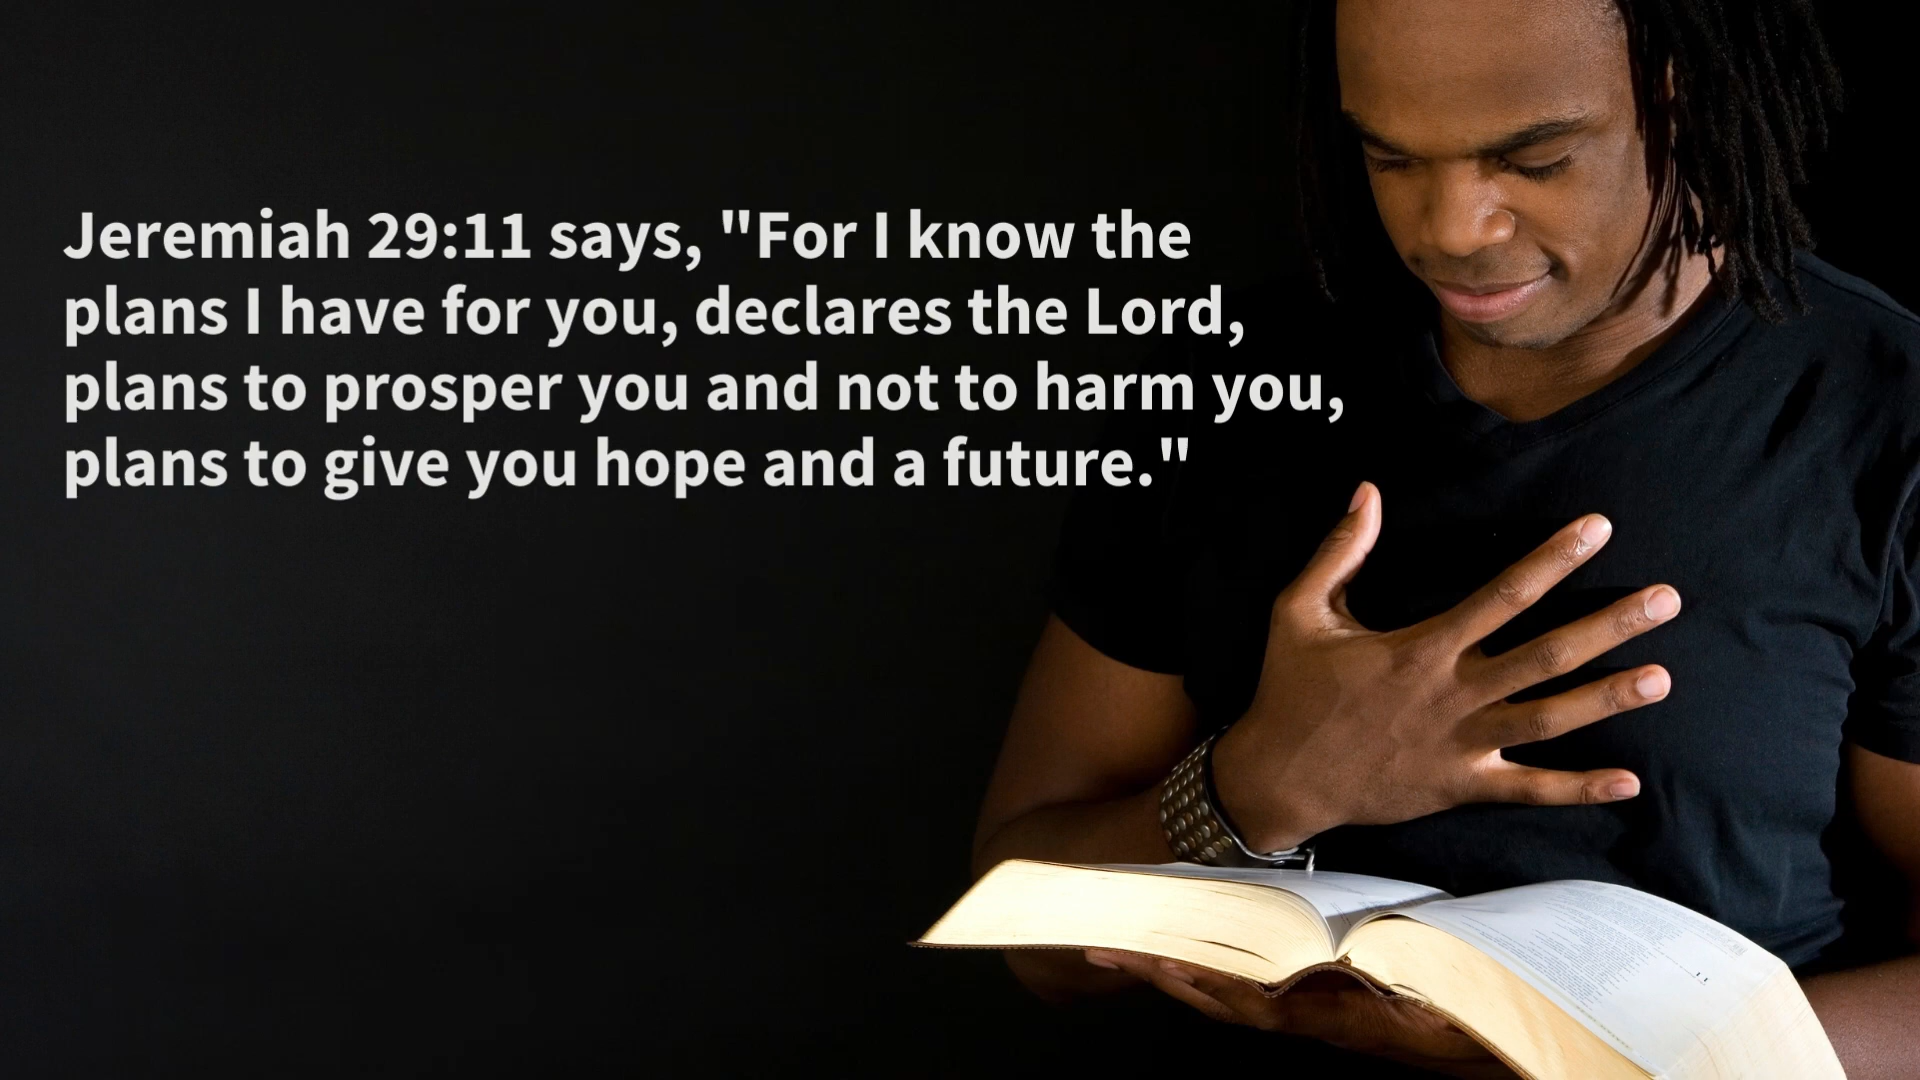 Jeremiah 29:11 says, "For I know the
plans I have for you, declares the Lord,
plans to prosper you and not to harm you,
plans to give you hope and a future."